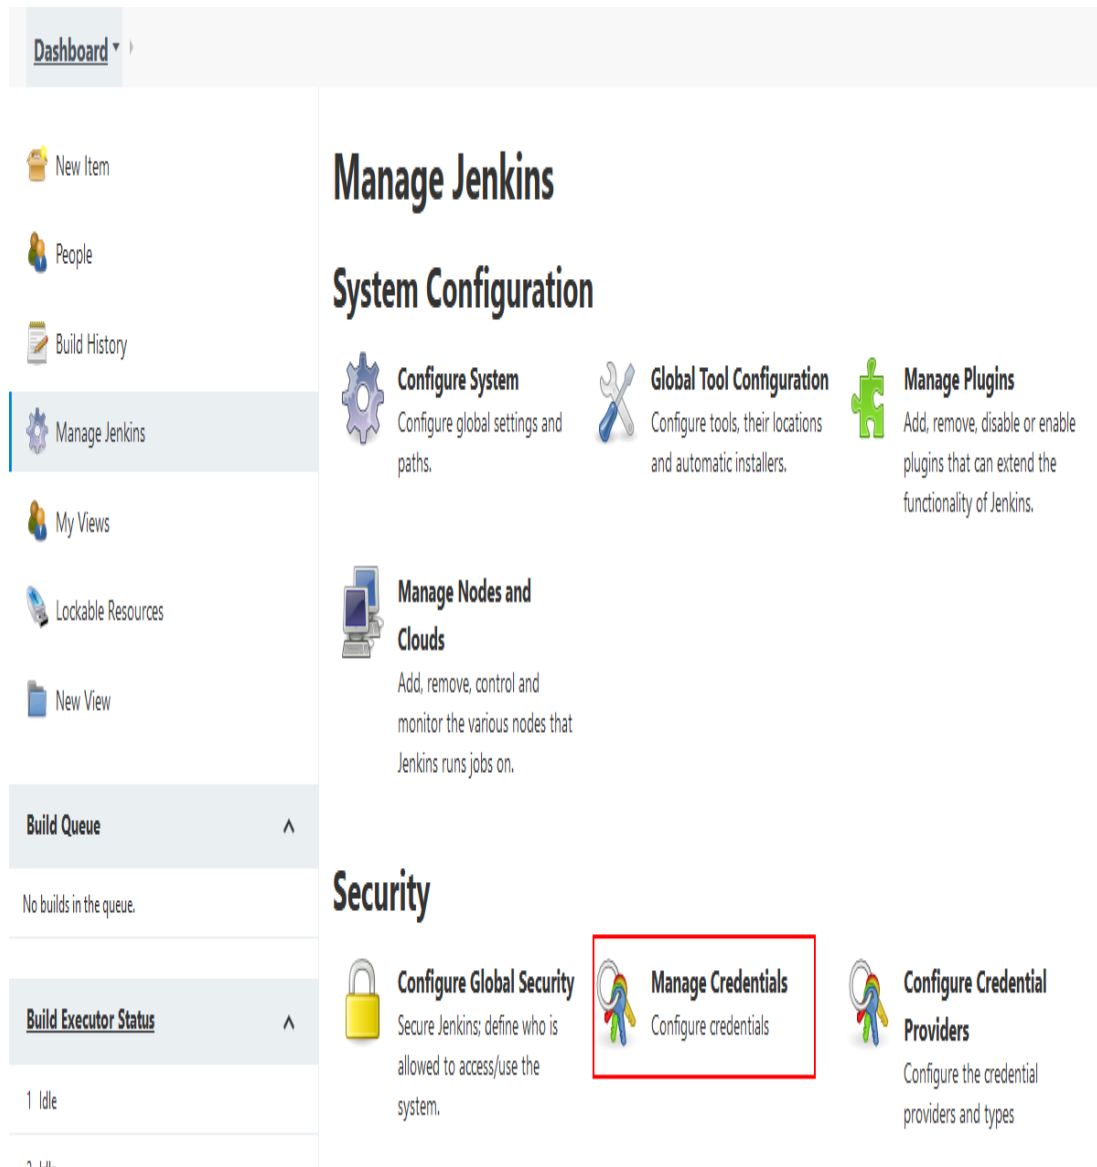 Dashboard
New Item
People
Build History
Manage Jenkins
My Views
Lockable Resources
New View
Build Queue
No builds in the queue.
Build Executor Status
1 Idle
Manage Jenkins
System Configuration
Configure System
Configure global settings and
paths.
Global Tool Configuration
Configure tools, their locations
and automatic installers.
Manage Plugins
Add, remove, disable or enable
plugins that can extend the
functionality of Jenkins.
Manage Nodes and
Clouds
Add, remove, control and
monitor the various nodes that
Jenkins runs jobs on.
Security
Configure Global Security
Secure Jenkins; define who is
allowed to access/use the
system.
Manage Credentials
Configure credentials
Configure Credential
Providers
Configure the credential
providers and types